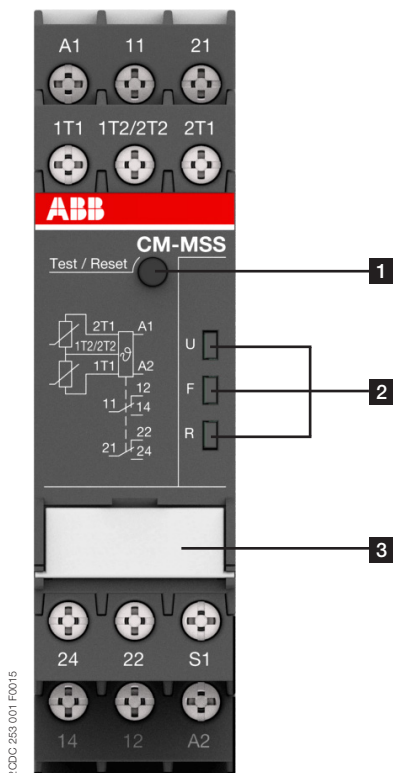 A1 11 21
1T1 1T2/2T2 2T1
ABB
CM-MSS
Test / Reset
1
2T1 A1
1T2/2T2
1T1 A2
12
11 14
22
21 24
U
F
R
2
3
24 22 S1
14 12 A2
2CDC 253 001 F0015